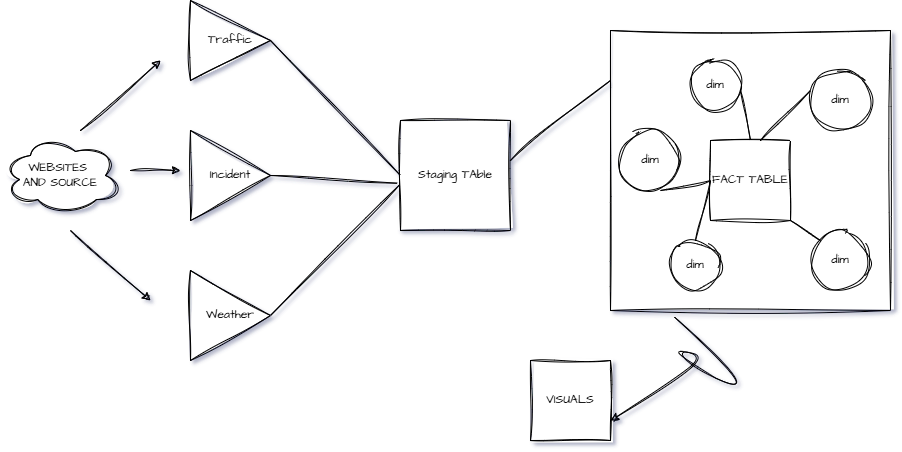 Traffic
WEBSITES
AND SOURCE
Incident
Weather
Staging TAble
dim
dim
dim
FACT TABLE
dim
dim
VISUALS